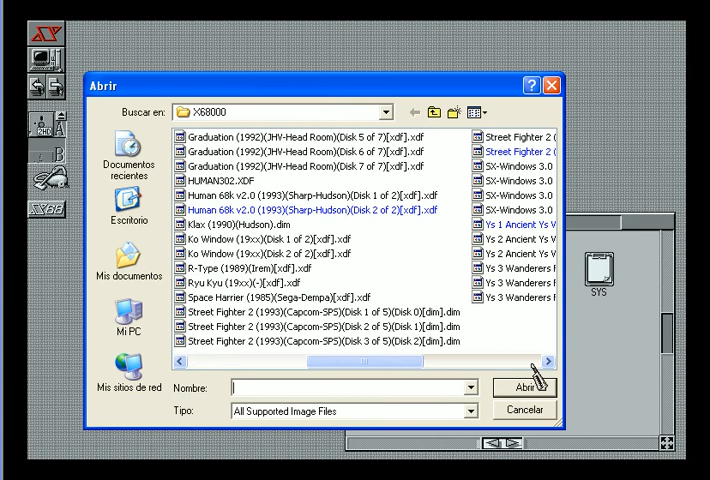 Abrir
Buscar en:
X68000
Documentos recientes
Escritorio
Mis documentos
Mi PC
Mis sitios de red
Graduation (1992)(JHV-Head Room)(Disk 5 of 7)[xdf].xdf
Graduation (1992)(JHV-Head Room)(Disk 6 of 7)[xdf].xdf
Graduation (1992)(JHV-Head Room)(Disk 7 of 7)[xdf].xdf
HUMAN302.XDF
Human 68k v2.0 (1993)(Sharp-Hudson)(Disk 1 of 2)[xdf].xdf
Human 68k v2.0 (1993)(Sharp-Hudson)(Disk 2 of 2)[xdf].xdf
Klax (1990)(Hudson).dim
Ko Window (19xx)(Disk 1 of 2)[xdf].xdf
Ko Window (19xx)(Disk 2 of 2)[xdf].xdf
R-Type (1989)(Irem)[xdf].xdf
Ryu Kyu (19xx)(-)[xdf].xdf
Space Harrier (1985)(Sega-Dempa)[xdf].xdf
Street Fighter 2 (1993)(Capcom-SPS)(Disk 1 of 5)(Disk 0)[dim].dim
Street Fighter 2 (1993)(Capcom-SPS)(Disk 2 of 5)(Disk 1)[dim].dim
Street Fighter 2 (1993)(Capcom-SPS)(Disk 3 of 5)(Disk 2)[dim].dim
Street Fighter 2 (
Street Fighter 2 (
SX-Windows 3.0
SX-Windows 3.0
SX-Windows 3.0
SX-Windows 3.0
Ys 1 Ancient Ys V
Ys 2 Ancient Ys V
Ys 2 Ancient Ys V
Ys 3 Wanderers F
Ys 3 Wanderers F
Ys 3 Wanderers F
Nombre:
Abrir
Tipo:
All Supported Image Files
Cancelar
SYS
2HD
A
B
SX68